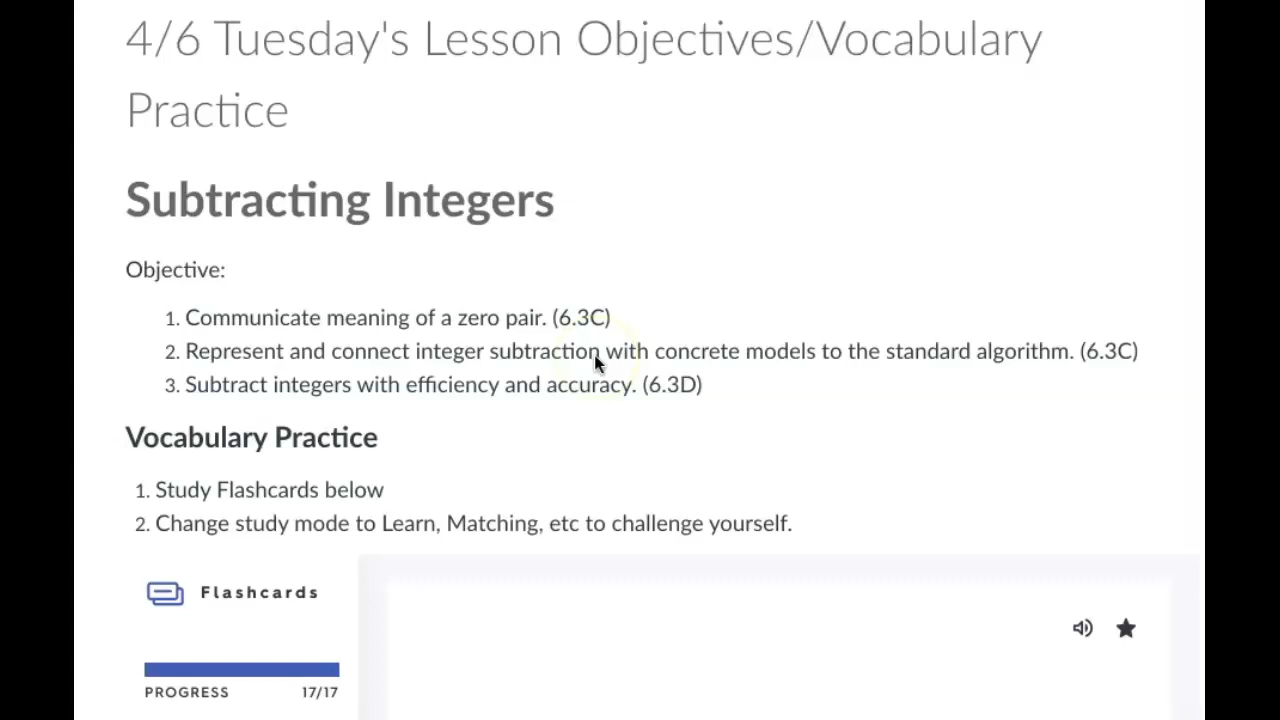 4/6 Tuesday's Lesson Objectives/Vocabulary
Practice
Subtracting Integers
Objective:
1. Communicate meaning of a zero pair. (6.3C)
2. Represent and connect integer subtraction with concrete models to the standard algorithm. (6.3C)
3. Subtract integers with efficiency and accuracy. (6.3D)
Vocabulary Practice
1. Study Flashcards below
2. Change study mode to Learn, Matching, etc to challenge yourself.
Flashcards
PROGRESS 17/17